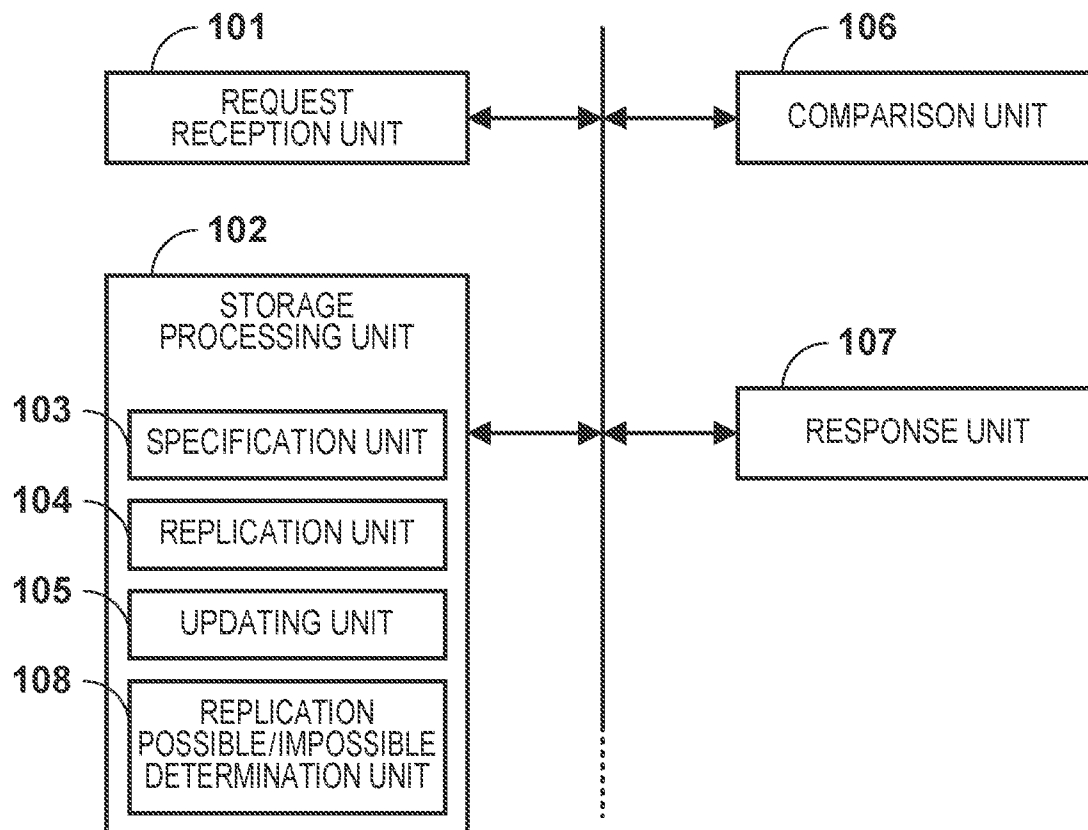 101
REQUEST
RECEPTION UNIT
106
COMPARISON UNIT
102
STORAGE
PROCESSING UNIT
103
SPECIFICATION UNIT
104
REPLICATION UNIT
105
UPDATING UNIT
108
REPLICATION
POSSIBLE/IMPOSSIBLE
DETERMINATION UNIT
107
RESPONSE UNIT